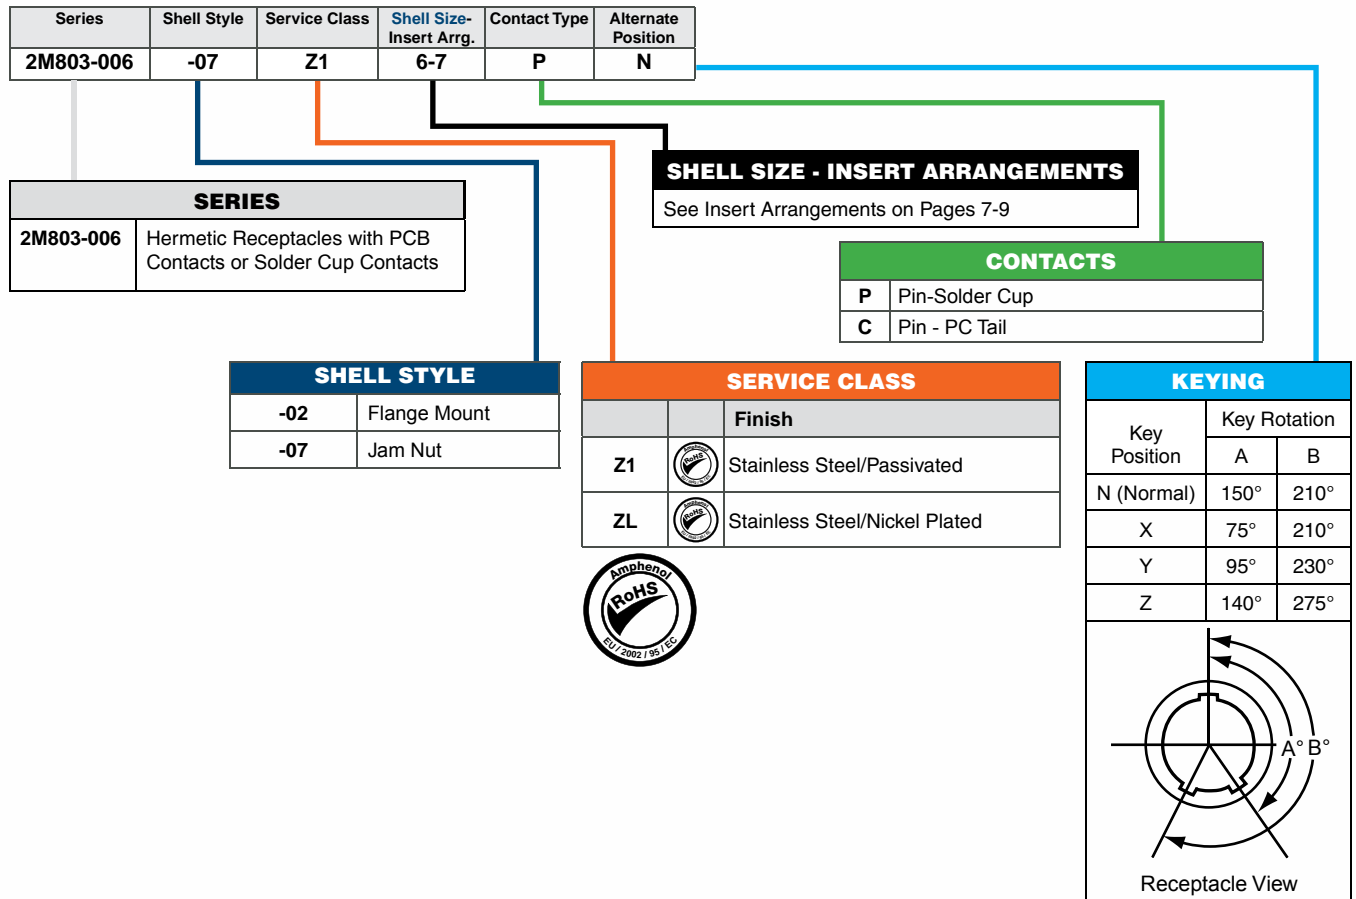 Series Shell Style Service Class Shell Size- Contact Type Alternate
Insert Arrg. Position
2M803-006 -07 Z1 6-7 P N
SHELL SIZE - INSERT ARRANGEMENTS
See Insert Arrangements on Pages 7-9
SERIES
2M803-006 Hermetic Receptacles with PCB
Contacts or Solder Cup Contacts
CONTACTS
P Pin-Solder Cup
C Pin - PC Tail
SHELL STYLE
-02 Flange Mount
-07 Jam Nut
SERVICE CLASS
Finish
Z1 Amphenol RoHS Stainless Steel/Passivated
ZL Amphenol RoHS Stainless Steel/Nickel Plated
Amphenol
RoHS
EU / 2002 / 95 / EC
KEYING
Key Position Key Rotation
A B
N (Normal) 150° 210°
X 75° 210°
Y 95° 230°
Z 140° 275°
A° B°
Receptacle View